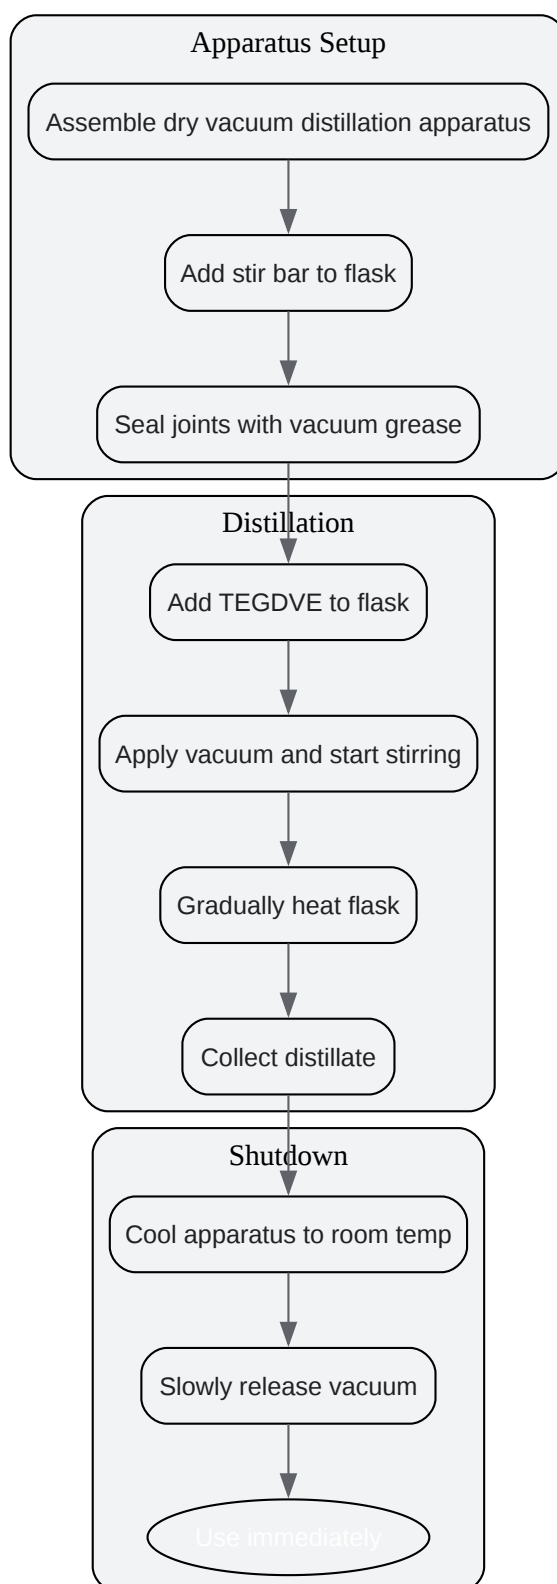 Apparatus Setup
Assemble dry vacuum distillation apparatus
Add stir bar to flask
Seal joints with vacuum grease
Distillation
Add TEGDVE to flask
Apply vacuum and start stirring
Gradually heat flask
Collect distillate
Shutdown
Cool apparatus to room temp
Slowly release vacuum
Use immediately